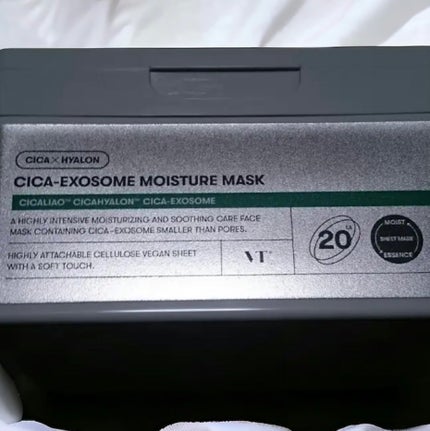 CICA X HYALON
CICA-EXOSOME MOISTURE MASK
CICALIAO™ CICAHYALON™ CICA-EXOSOME
A HIGHLY INTENSIVE MOISTURIZING AND SOOTHING CARE FACE
MASK CONTAINING CICA-EXOSOME SMALLER THAN PORES.
HIGHLY ATTACHABLE CELLULOSE VEGAN SHEET
WITH A SOFT TOUCH.
VT
20
MOIST
SHEET MASK
ESSENCE